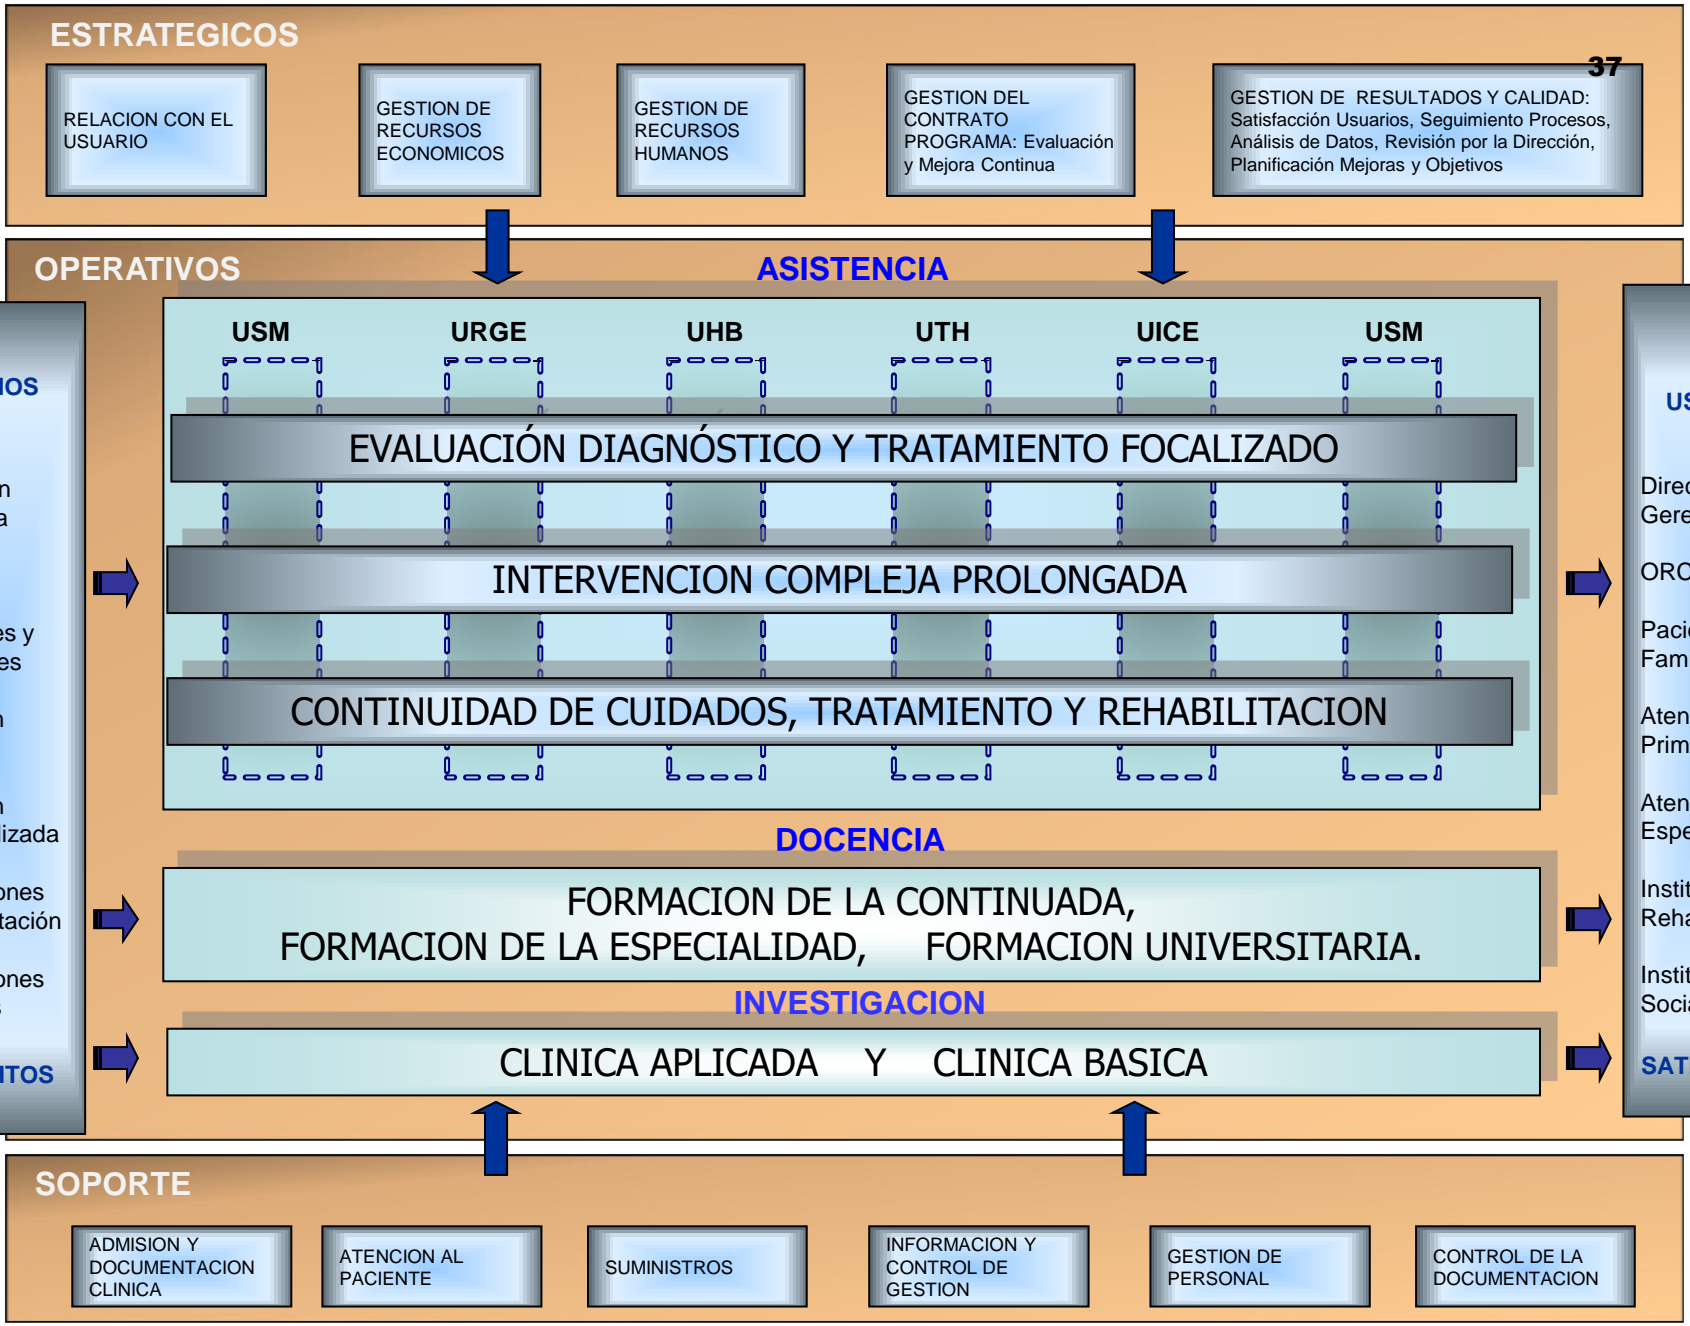 ESTRATEGICOS
37
RELACION CON EL
USUARIO
GESTION DE
RECURSOS
ECONOMICOS
GESTION DE
RECURSOS
HUMANOS
GESTION DEL
CONTRATO
PROGRAMA: Evaluación
y Mejora Continua
GESTION DE RESULTADOS Y CALIDAD:
Satisfacción Usuarios, Seguimiento Procesos,
Análisis de Datos, Revisión por la Dirección,
Planificación Mejoras y Objetivos
OPERATIVOS
ASISTENCIA
USM URGE UHB UTH UICE USM
EVALUACIÓN DIAGNÓSTICO Y TRATAMIENTO FOCALIZADO
INTERVENCION COMPLEJA PROLONGADA
CONTINUIDAD DE CUIDADOS, TRATAMIENTO Y REHABILITACION
DOCENCIA
FORMACION DE LA CONTINUADA,
FORMACION DE LA ESPECIALIDAD, FORMACION UNIVERSITARIA.
INVESTIGACION
CLINICA APLICADA Y CLINICA BASICA
SOPORTE
ADMISION Y
DOCUMENTACION
CLINICA
ATENCION AL
PACIENTE
SUMINISTROS
INFORMACION Y
CONTROL DE
GESTION
GESTION DE
PERSONAL
CONTROL DE LA
DOCUMENTACION